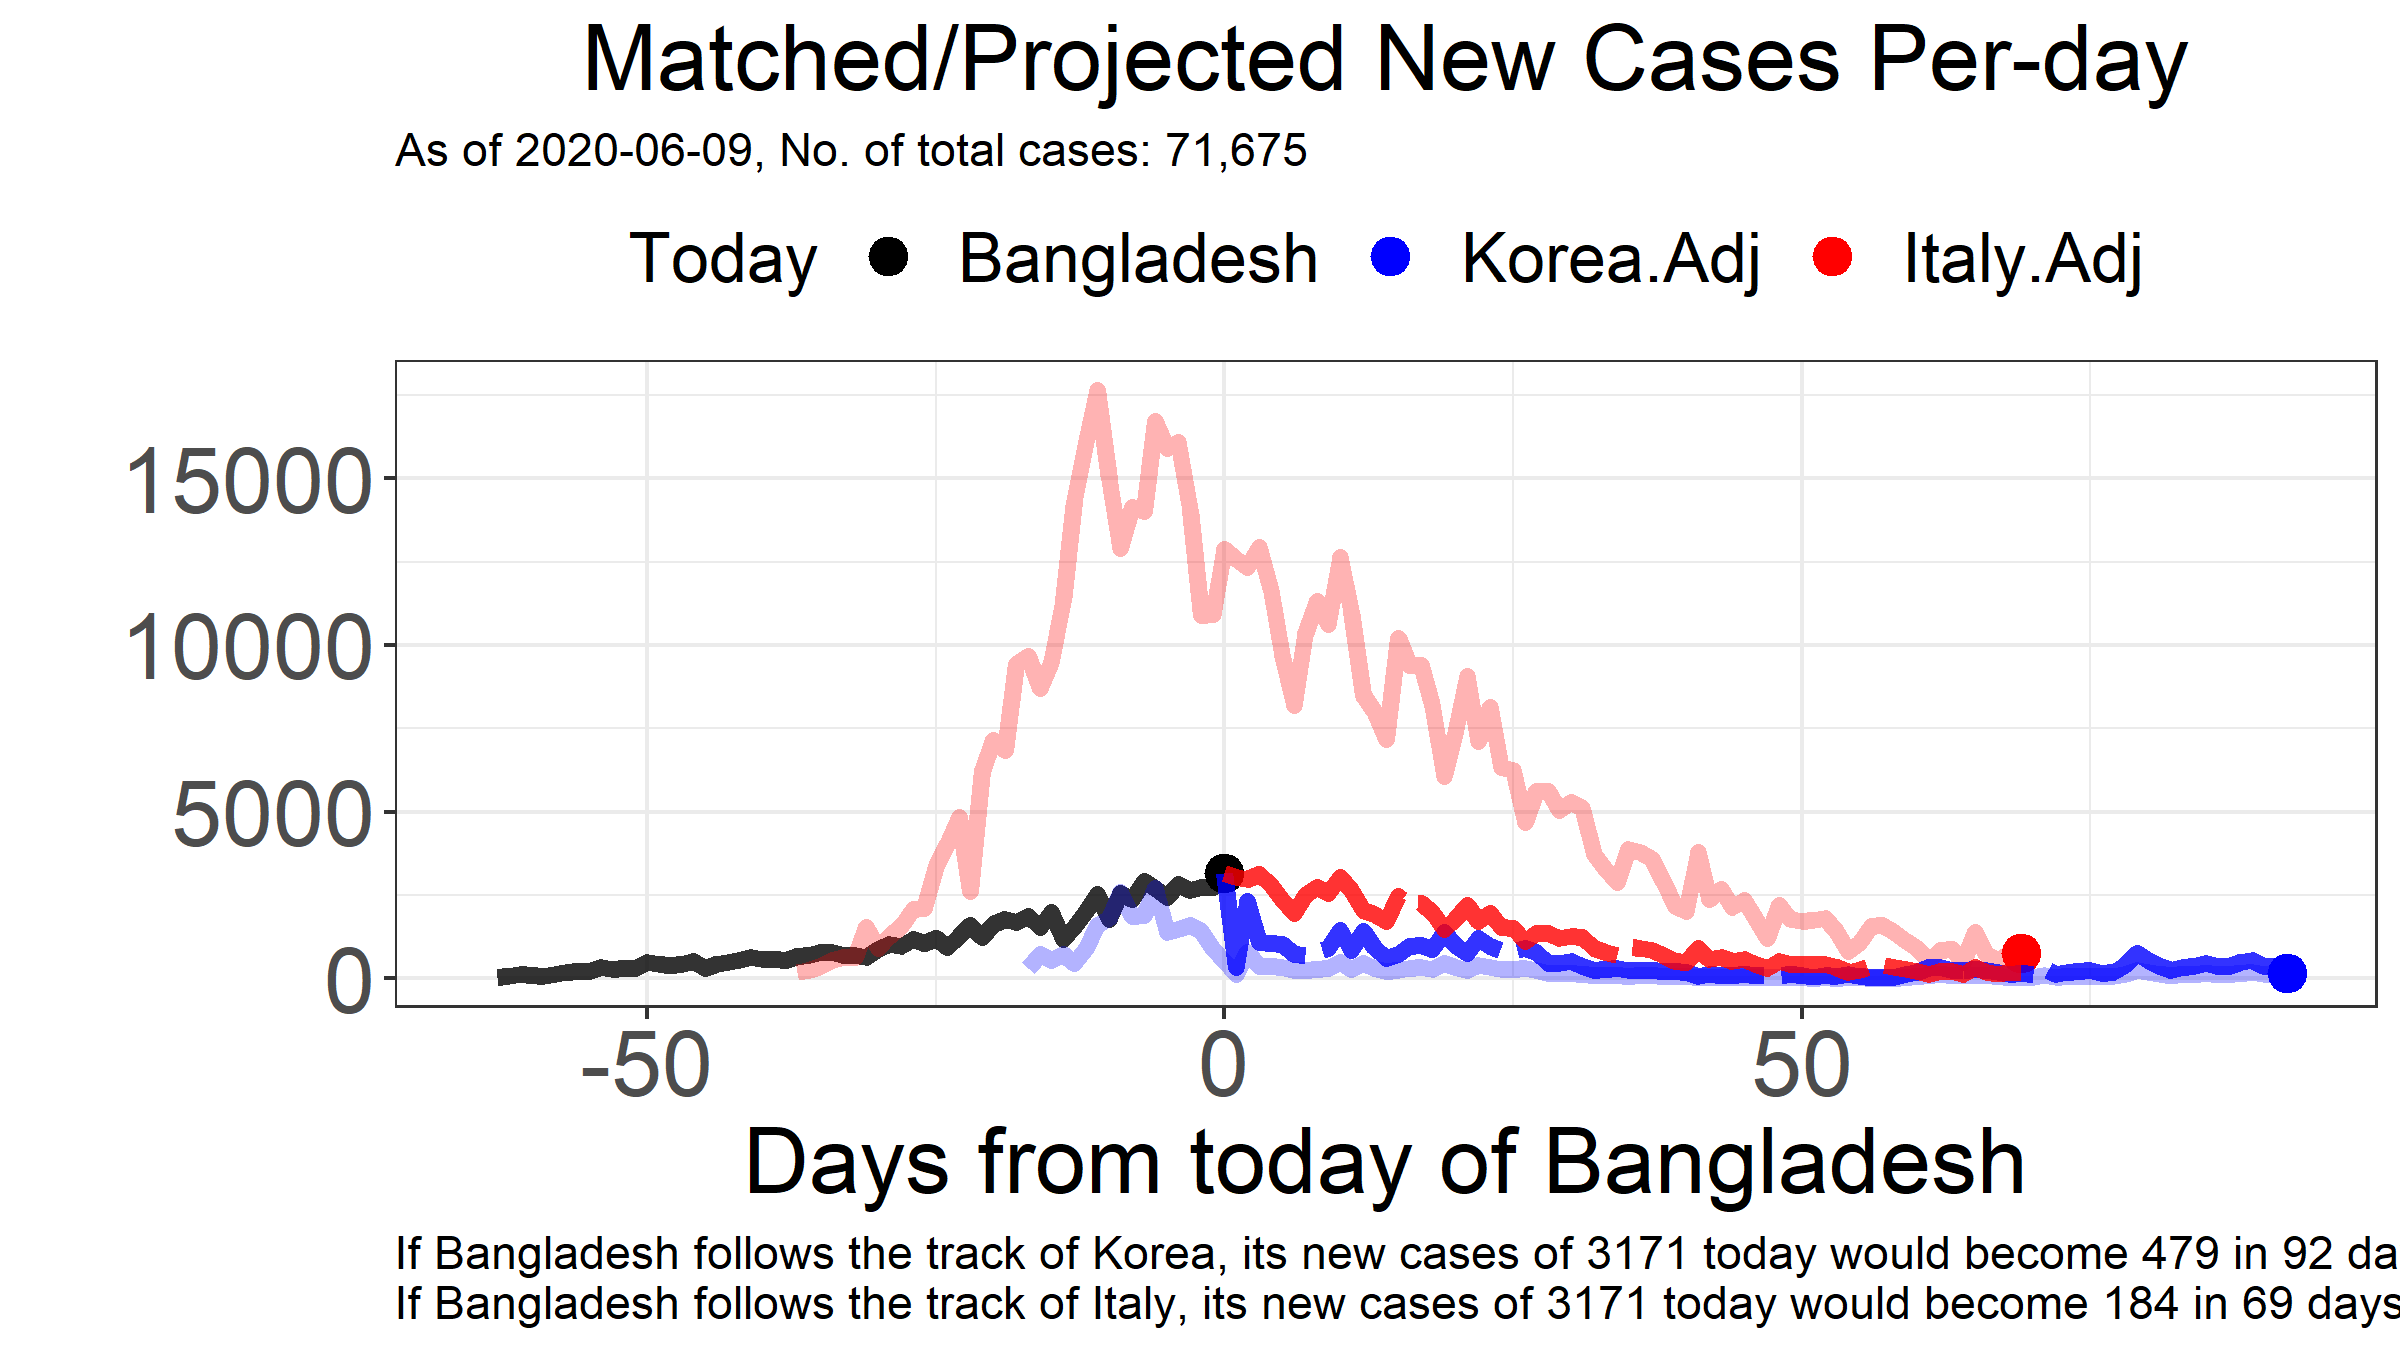 Matched/Projected New Cases Per-day
As of 2020-06-09, No. of total cases: 71,675
Today Bangladesh Korea.Adj Italy.Adj
15000
10000
5000
0
-50 0 50
Days from today of Bangladesh
If Bangladesh follows the track of Korea, its new cases of 3171 today would become 479 in 92 da
If Bangladesh follows the track of Italy, its new cases of 3171 today would become 184 in 69 days